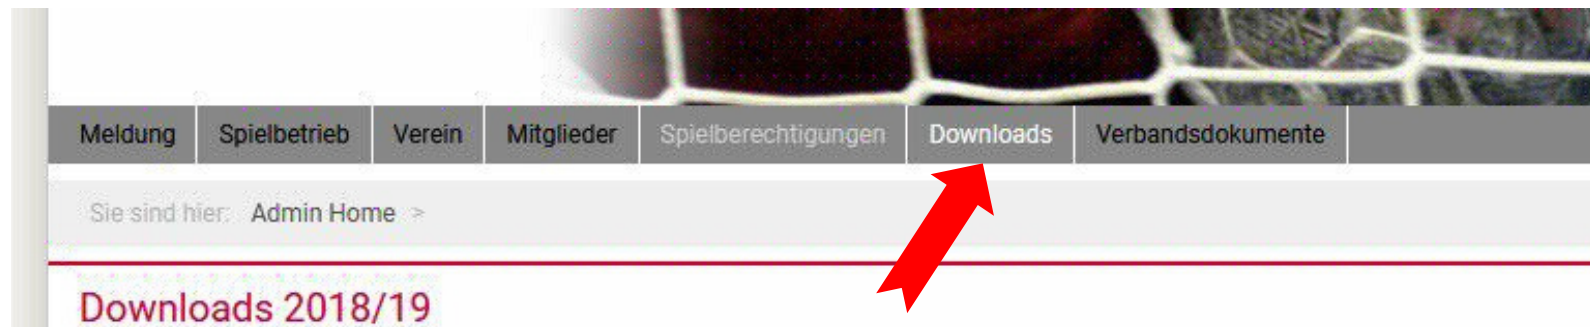 Meldung Spielbetrieb Verein Mitglieder Spielberechtigungen Downloads Verbandsdokumente
Sie sind hier: Admin Home >
Downloads 2018/19